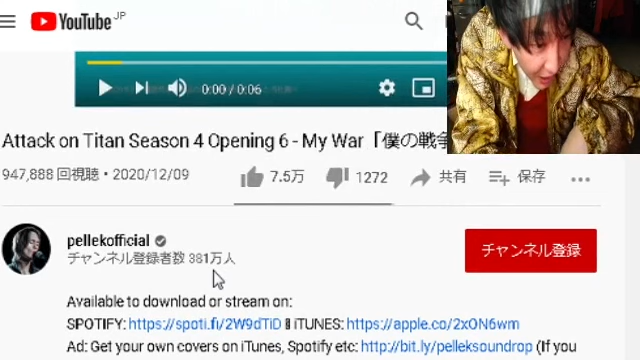 YouTube JP
0:00 / 0:06
Attack on Titan Season 4 Opening 6 - My War「僕の戦争
947,888 回視聴・2020/12/09
7.5万 1272 共有 保存
pellekofficial
チャンネル登録者数 381万人
チャンネル登録
Available to download or stream on:
SPOTIFY: https://spoti.fi/2W9dTiD || iTUNES: https://apple.co/2xON6wm
Ad: Get your own covers on iTunes, Spotify etc: http://bit.ly/pelleksoundrop (If you